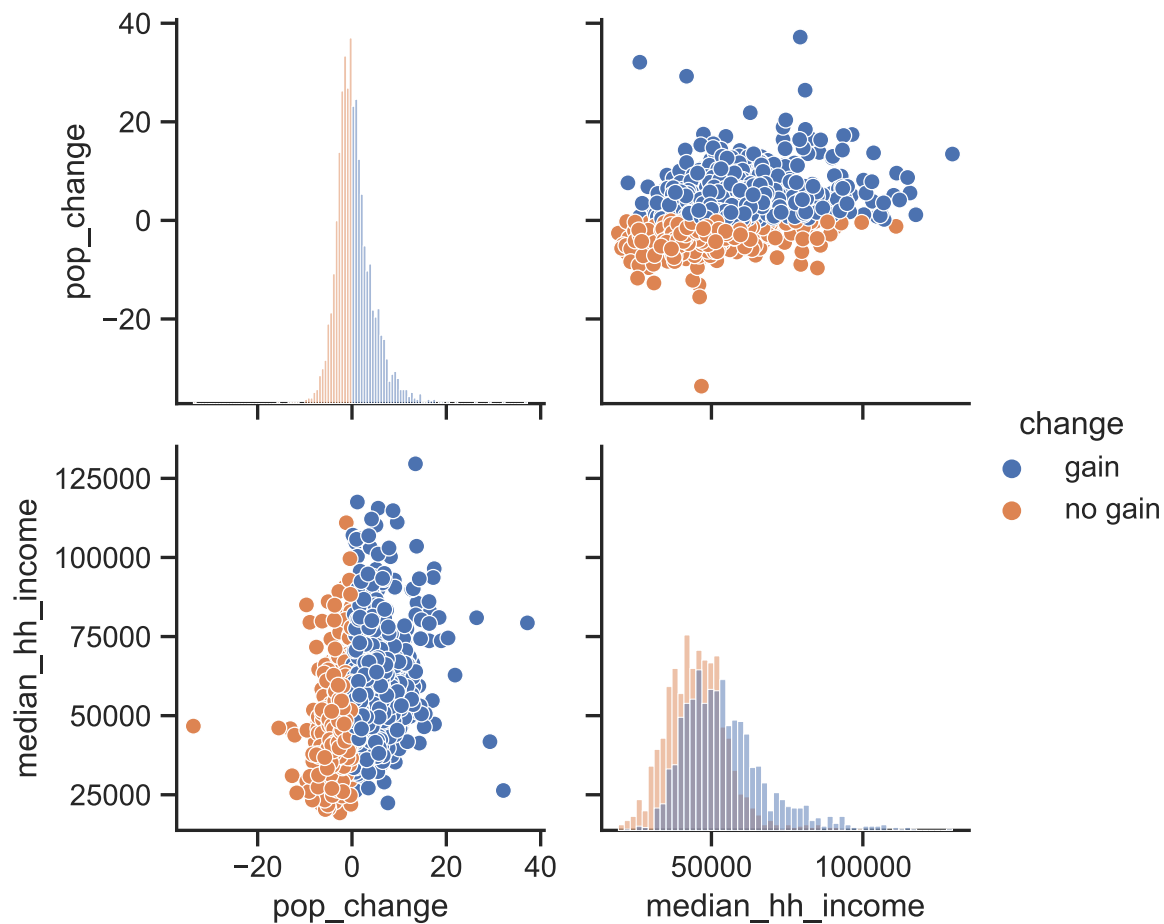 40
20
0
−20
pop_change
change
gain
no gain
125000
100000
75000
50000
25000
median_hh_income
−20 0 20 40
pop_change
50000 100000
median_hh_income